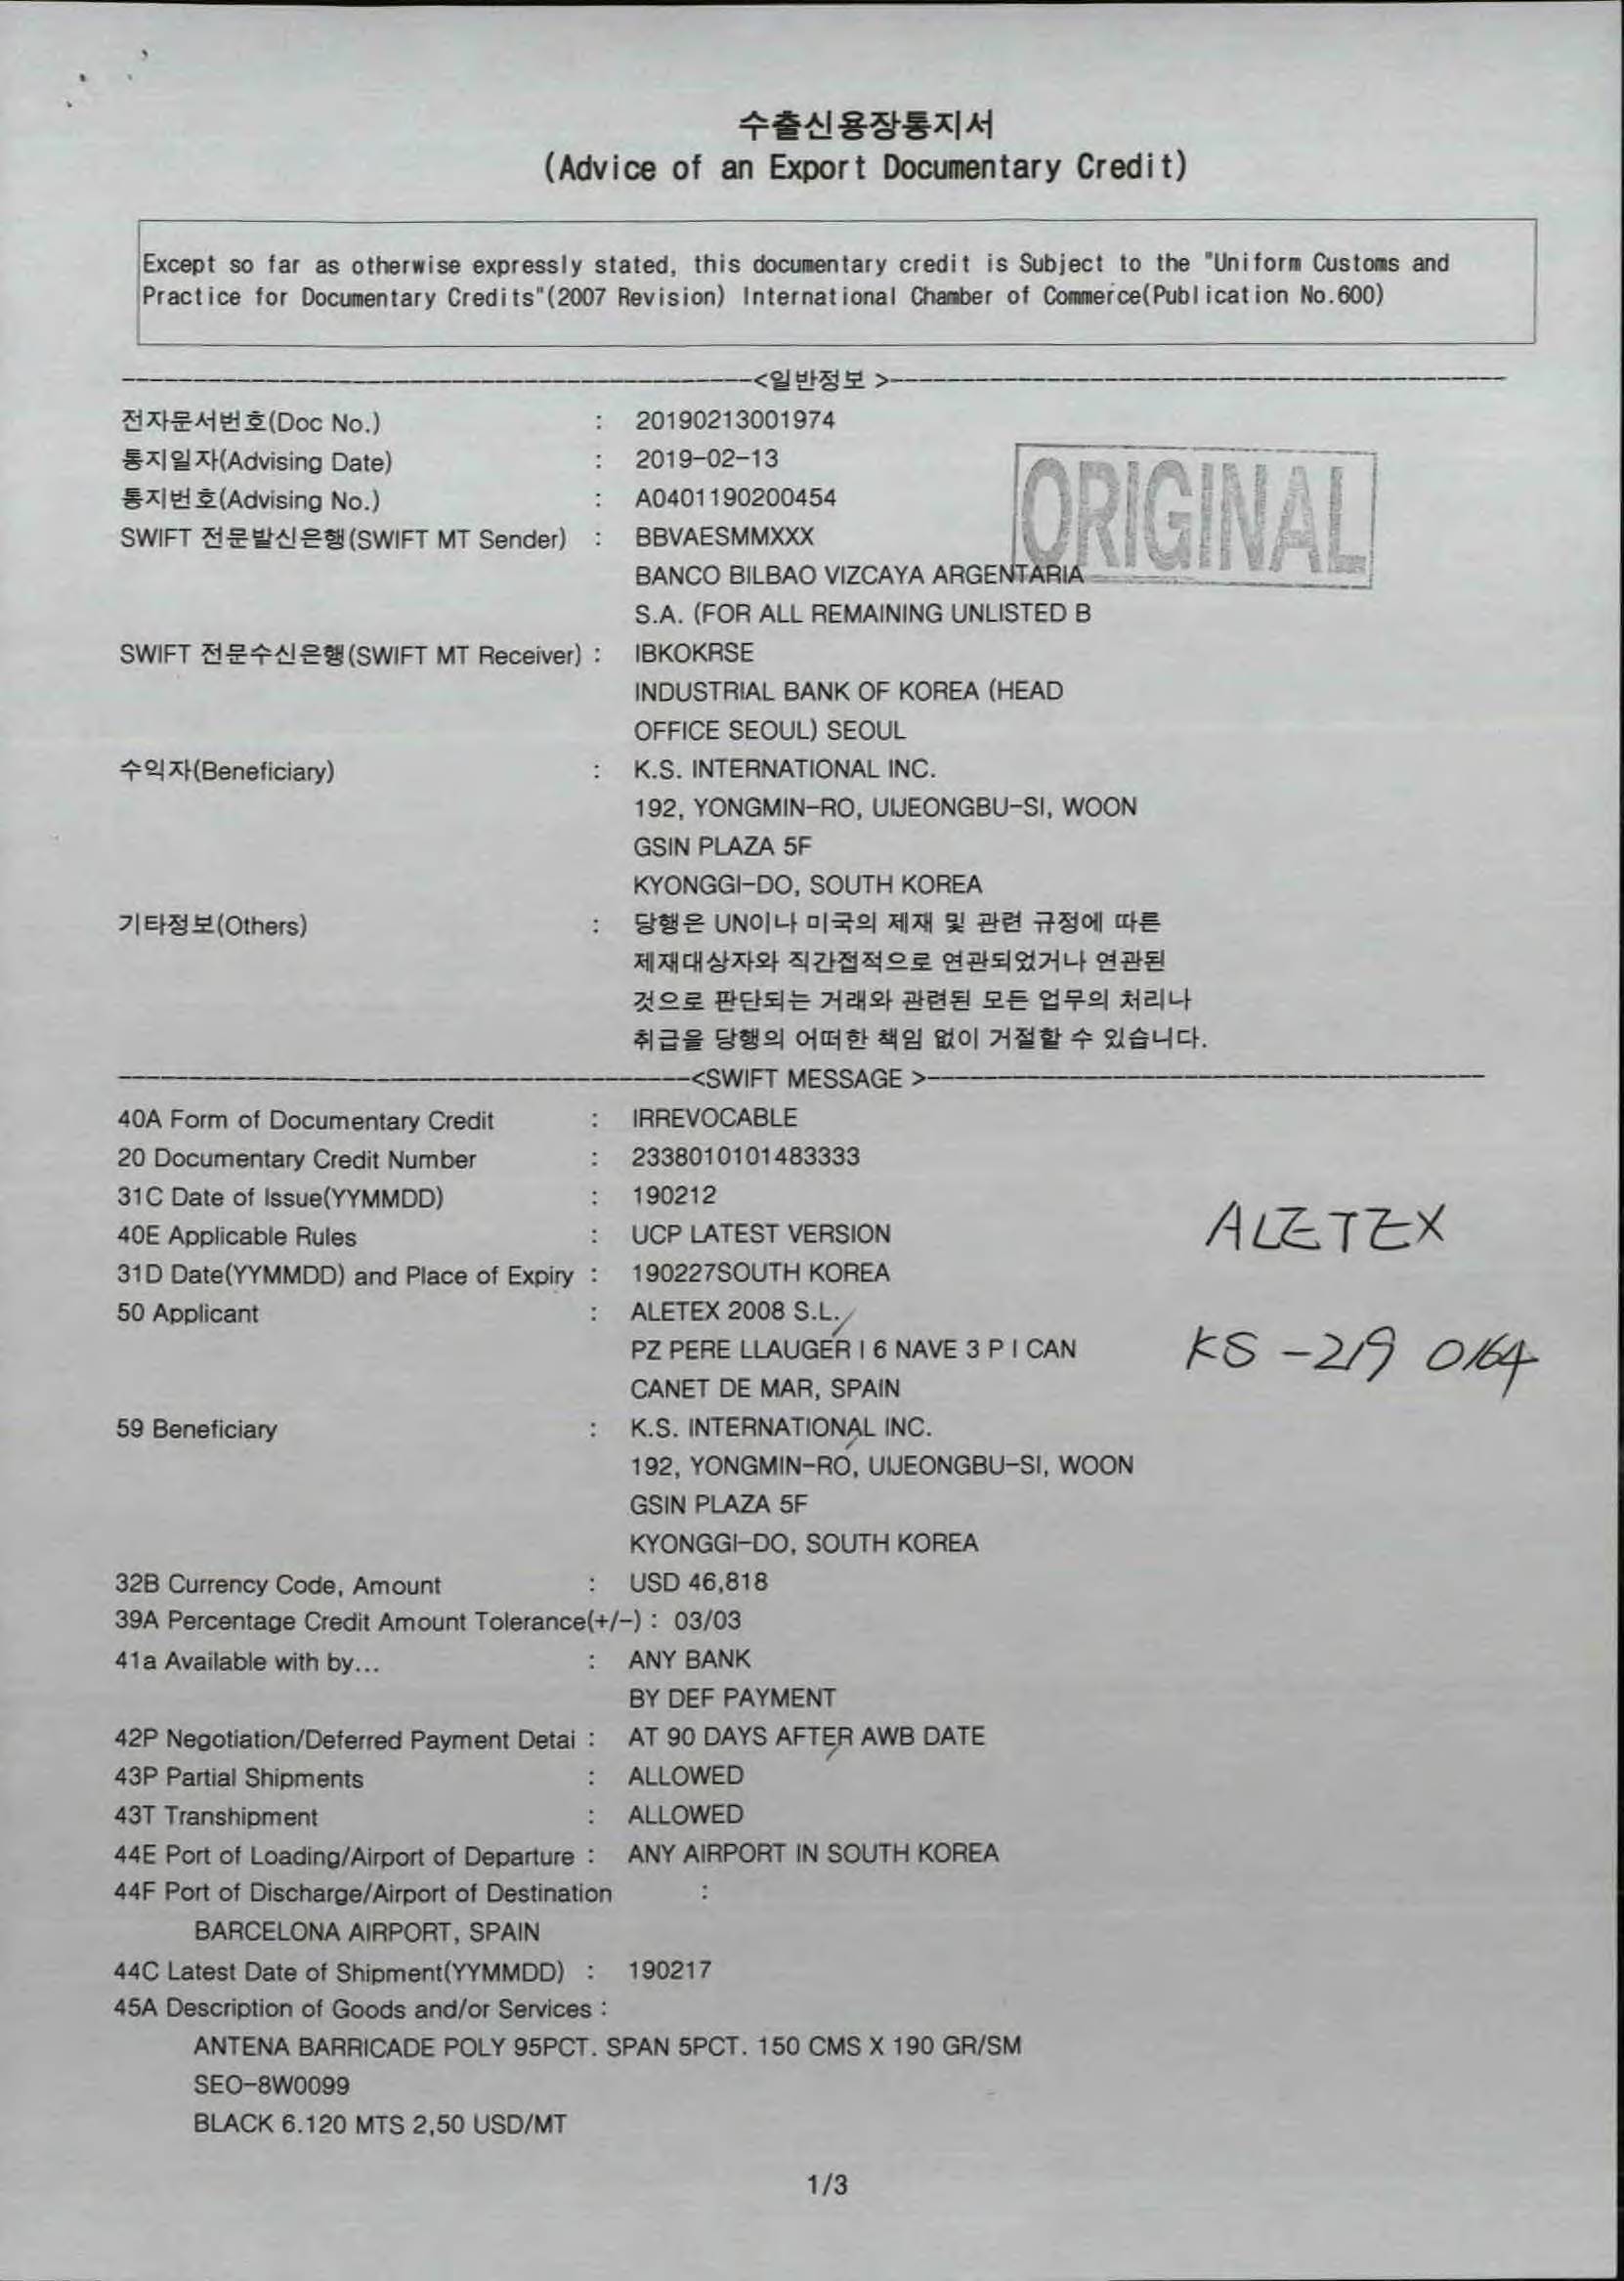 수출신용장통지서
(Advice of an Export Documentary Credit)
Except so far as otherwise expressly stated, this documentary credit is Subject to the "Uniform Customs and
Practice for Documentary Credits"(2007 Revision) International Chamber of Commerce(Publication No.600)
<일반정보 >
전자문서번호(Doc No.) : 20190213001974
통지일자(Advising Date) : 2019-02-13
통지번호(Advising No.) : A0401190200454
ORIGINAL
SWIFT 전문발신은행(SWIFT MT Sender) : BBVAESMMXXX
BANCO BILBAO VIZCAYA ARGENTARIA
S.A. (FOR ALL REMAINING UNLISTED B
SWIFT 전문수신은행(SWIFT MT Receiver) : IBKOKRSE
INDUSTRIAL BANK OF KOREA (HEAD
OFFICE SEOUL) SEOUL
수익자(Beneficiary) : K.S. INTERNATIONAL INC.
192, YONGMIN-RO, UIJEONGBU-SI, WOON
GSIN PLAZA 5F
KYONGGI-DO, SOUTH KOREA
기타정보(Others) : 당행은 UN이나 미국의 제재 및 관련 규정에 따른
제재대상자와 직간접적으로 연관되었거나 연관된
것으로 판단되는 거래와 관련된 모든 업무의 처리나
취급을 당행의 어떠한 책임 없이 거절할 수 있습니다.
<SWIFT MESSAGE >
40A Form of Documentary Credit : IRREVOCABLE
20 Documentary Credit Number : 2338010101483333
31C Date of Issue(YYMMDD) : 190212
40E Applicable Rules : UCP LATEST VERSION
ALETEX
31D Date(YYMMDD) and Place of Expiry : 190227SOUTH KOREA
50 Applicant : ALETEX 2008 S.L.
PZ PERE LLAUGER I 6 NAVE 3 P I CAN
KS -219 0164
CANET DE MAR, SPAIN
59 Beneficiary : K.S. INTERNATIONAL INC.
192, YONGMIN-RO, UIJEONGBU-SI, WOON
GSIN PLAZA 5F
KYONGGI-DO, SOUTH KOREA
32B Currency Code, Amount : USD 46,818
39A Percentage Credit Amount Tolerance(+/-) : 03/03
41a Available with by... : ANY BANK
BY DEF PAYMENT
42P Negotiation/Deferred Payment Detai : AT 90 DAYS AFTER AWB DATE
43P Partial Shipments : ALLOWED
43T Transhipment : ALLOWED
44E Port of Loading/Airport of Departure : ANY AIRPORT IN SOUTH KOREA
44F Port of Discharge/Airport of Destination :
BARCELONA AIRPORT, SPAIN
44C Latest Date of Shipment(YYMMDD) : 190217
45A Description of Goods and/or Services :
ANTENA BARRICADE POLY 95PCT. SPAN 5PCT. 150 CMS X 190 GR/SM
SEO-8W0099
BLACK 6.120 MTS 2,50 USD/MT
1/3